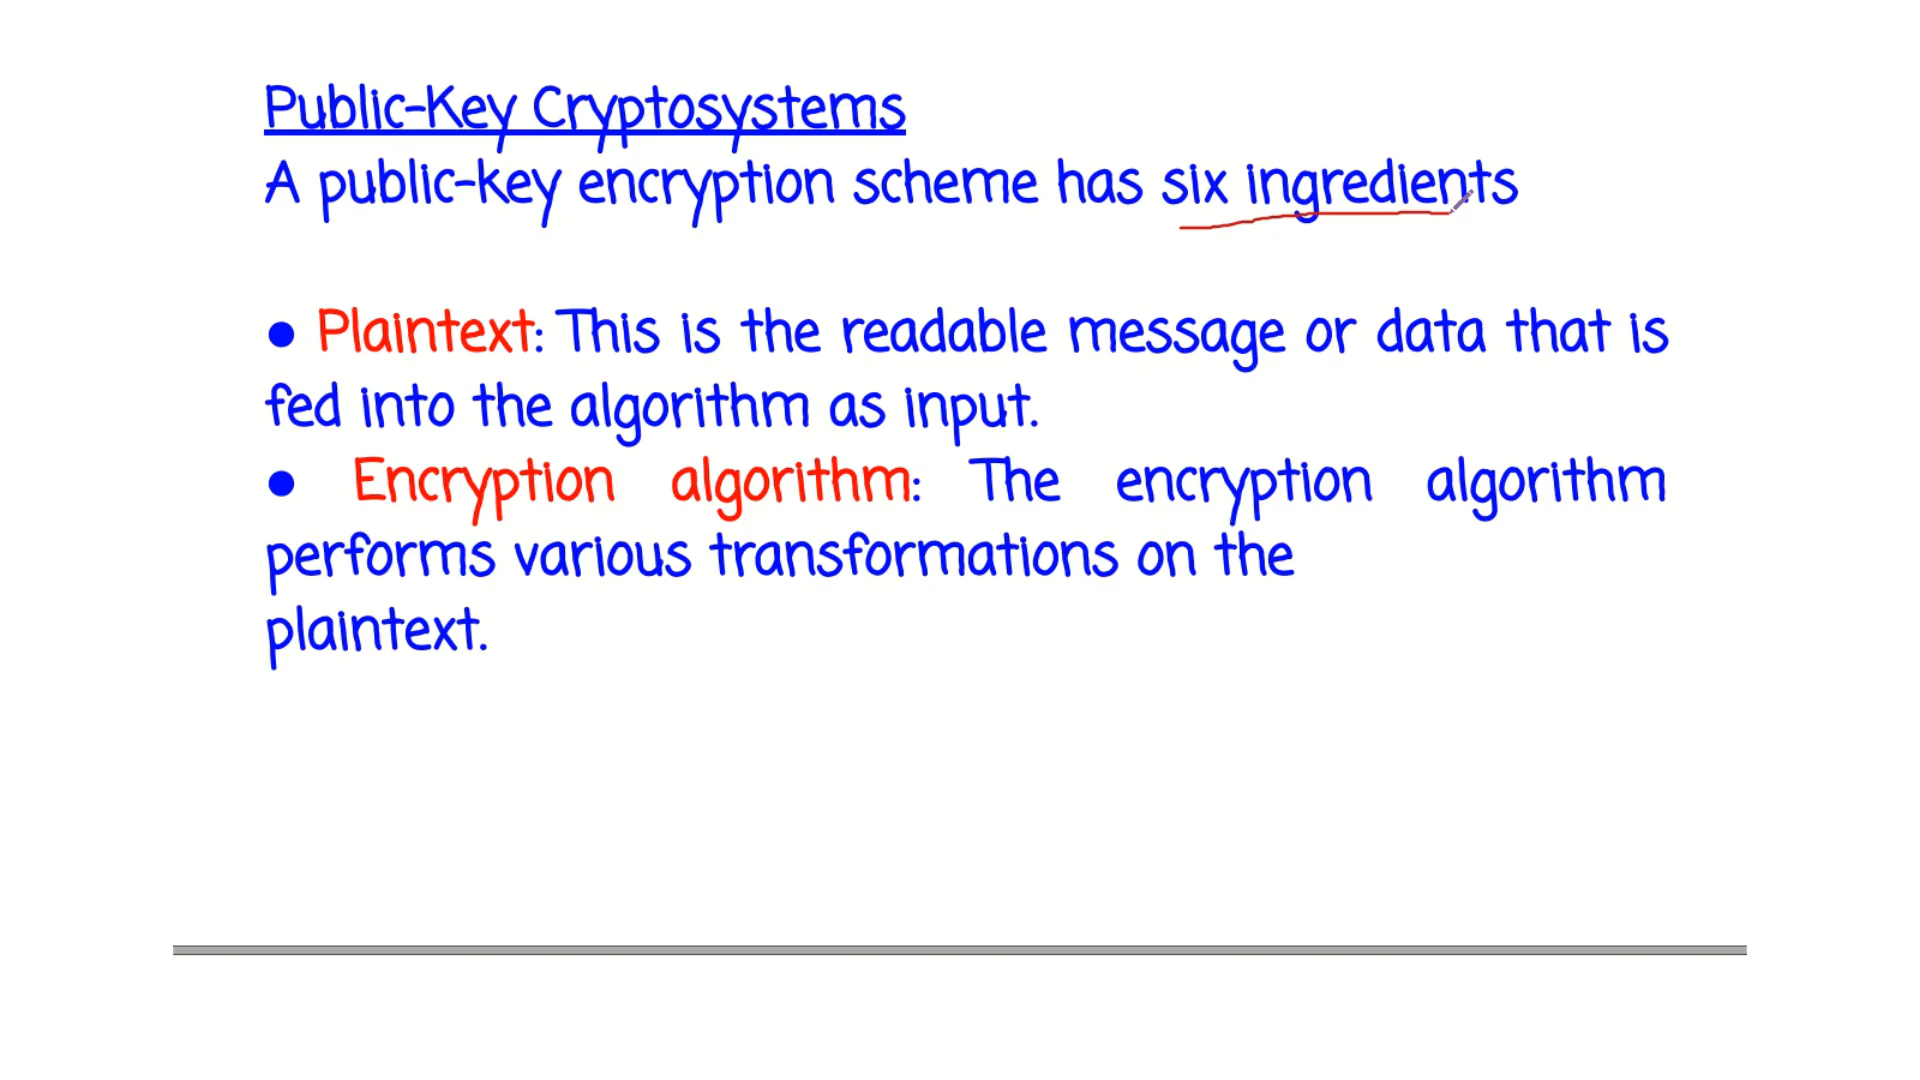 Public-Key Cryptosystems
A public-key encryption scheme has six ingredients
● Plaintext: This is the readable message or data that is
fed into the algorithm as input.
● Encryption algorithm: The encryption algorithm
performs various transformations on the
plaintext.